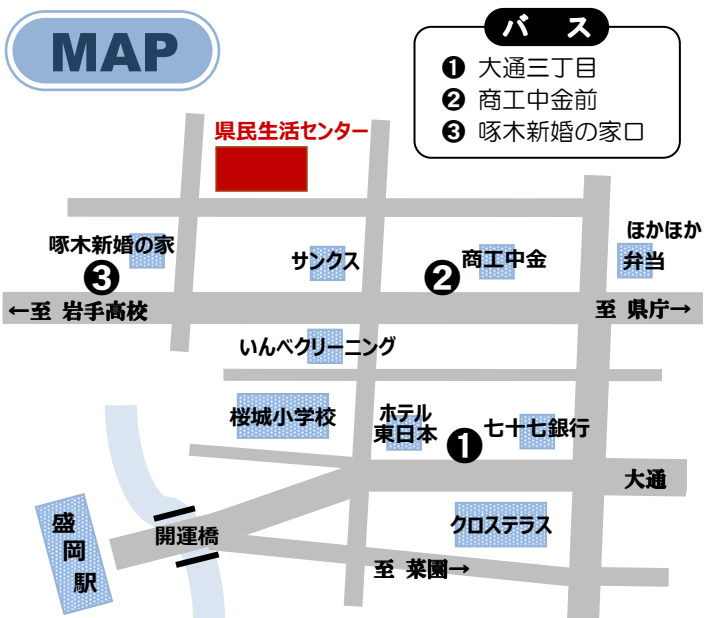 MAP
バス
❶ 大通三丁目
❷ 商工中金前
❸ 啄木新婚の家口
県民生活センター
ほかほか
弁当
啄木新婚の家
サンクス
商工中金
❸
❷
←至 岩手高校
至 県庁→
いんべクリーニング
桜城小学校
ホテル
東日本
❶
七十七銀行
大通
クロステラス
盛岡駅
開運橋
至 菜園→